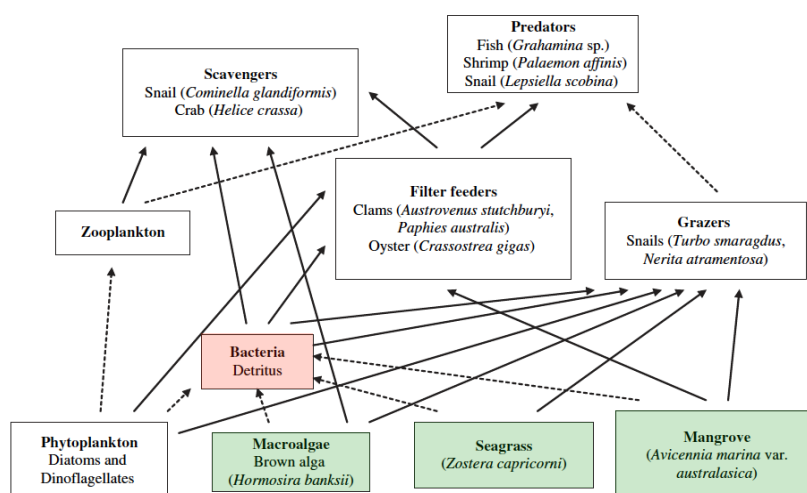 Predators
Fish (Grahamina sp.)
Shrimp (Palaemon affinis)
Snail (Lepsiella scobina)
Scavengers
Snail (Cominella glandiformis)
Crab (Helice crassa)
Filter feeders
Clams (Austrovenus stutchburyi,
Paphies australis)
Oyster (Crassostrea gigas)
Zooplankton
Grazers
Snails (Turbo smaragdus,
Nerita atramentosa)
Bacteria
Detritus
Phytoplankton
Diatoms and
Dinoflagellates
Macroalgae
Brown alga
(Hormosira banksii)
Seagrass
(Zostera capricorni)
Mangrove
(Avicennia marina var.
australasica)